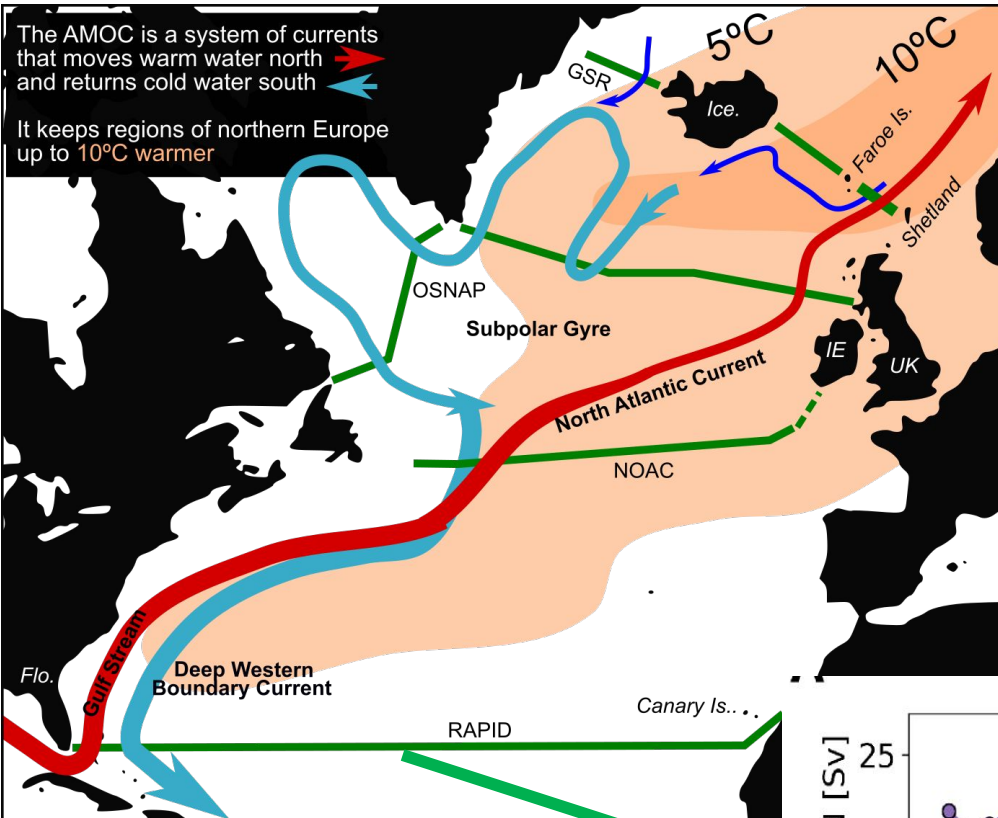 The AMOC is a system of currents
that moves warm water north
and returns cold water south
It keeps regions of northern Europe
up to 10ºC warmer
5ºC
10ºC
GSR
Ice.
Faroe Is.
Shetland
OSNAP
Subpolar Gyre
IE
UK
North Atlantic Current
NOAC
Gulf Stream
Flo.
Deep Western
Boundary Current
Canary Is..
RAPID
[Sv]
25